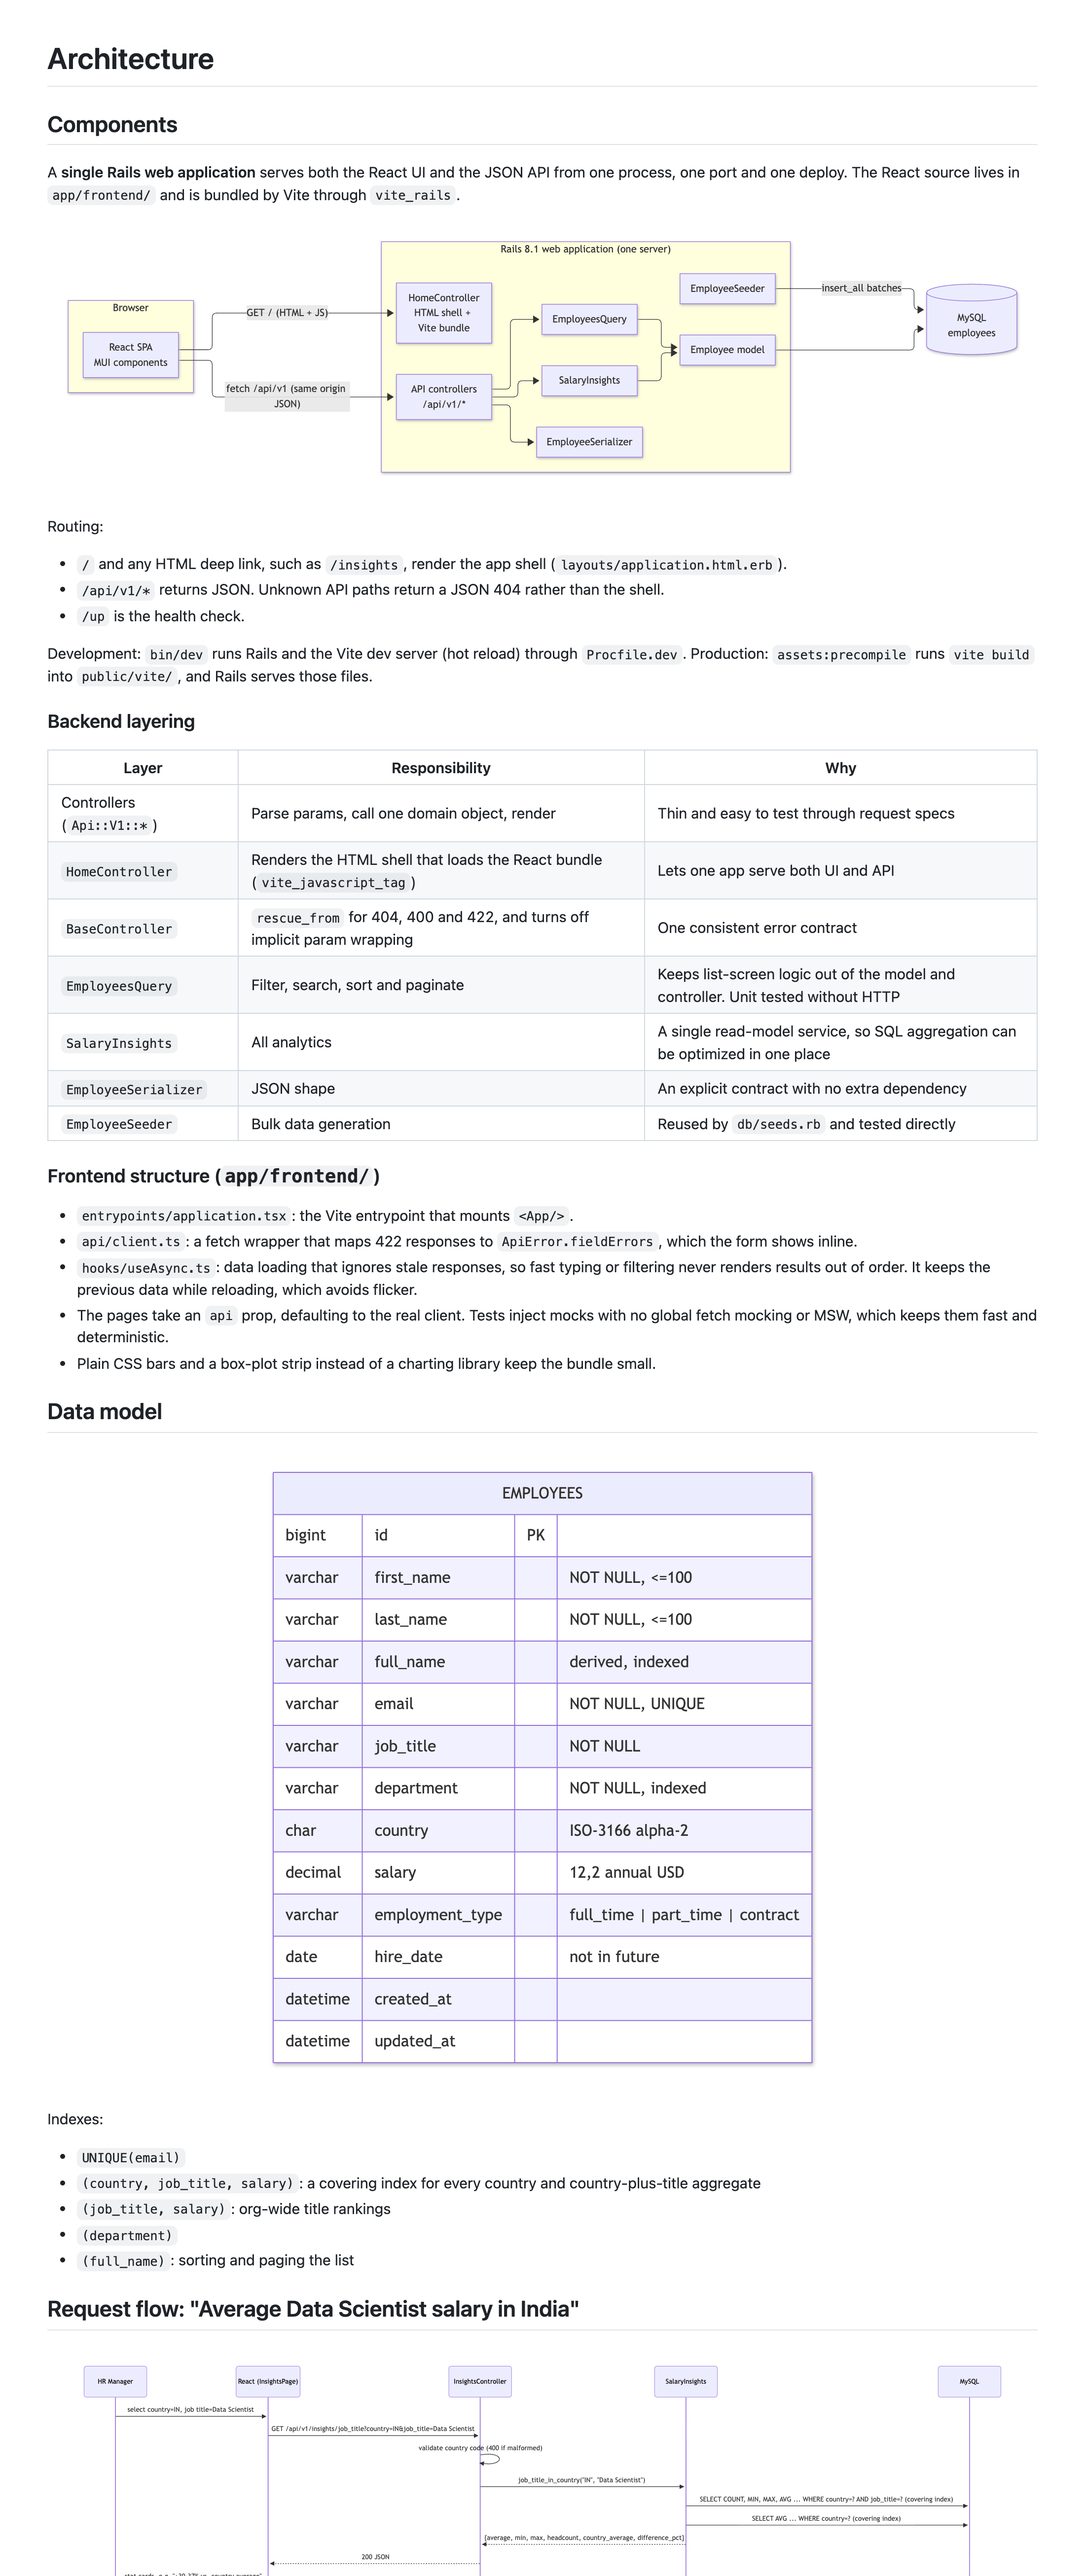 Architecture
Components
A single Rails web application serves both the React UI and the JSON API from one process, one port and one deploy. The React source lives in
app/frontend/ and is bundled by Vite through vite_rails .
Rails 8.1 web application (one server)
Browser
React SPA
MUI components
GET / (HTML + JS)
fetch /api/v1 (same origin
JSON)
HomeController
HTML shell +
Vite bundle
API controllers
/api/v1/*
EmployeesQuery
SalaryInsights
EmployeeSerializer
EmployeeSeeder
Employee model
insert_all batches
MySQL
employees
Routing:
• / and any HTML deep link, such as /insights , render the app shell ( layouts/application.html.erb ).
• /api/v1/* returns JSON. Unknown API paths return a JSON 404 rather than the shell.
• /up is the health check.
Development: bin/dev runs Rails and the Vite dev server (hot reload) through Procfile.dev . Production: assets:precompile runs vite build
into public/vite/ , and Rails serves those files.
Backend layering
Layer Responsibility Why
Controllers
( Api::V1::* )
Parse params, call one domain object, render
Thin and easy to test through request specs
HomeController
Renders the HTML shell that loads the React bundle
( vite_javascript_tag )
Lets one app serve both UI and API
BaseController
rescue_from for 404, 400 and 422, and turns off
implicit param wrapping
One consistent error contract
EmployeesQuery
Filter, search, sort and paginate
Keeps list-screen logic out of the model and
controller. Unit tested without HTTP
SalaryInsights
All analytics
A single read-model service, so SQL aggregation can
be optimized in one place
EmployeeSerializer
JSON shape
An explicit contract with no extra dependency
EmployeeSeeder
Bulk data generation
Reused by db/seeds.rb and tested directly
Frontend structure ( app/frontend/ )
• entrypoints/application.tsx : the Vite entrypoint that mounts <App/> .
• api/client.ts : a fetch wrapper that maps 422 responses to ApiError.fieldErrors , which the form shows inline.
• hooks/useAsync.ts : data loading that ignores stale responses, so fast typing or filtering never renders results out of order. It keeps the
previous data while reloading, which avoids flicker.
• The pages take an api prop, defaulting to the real client. Tests inject mocks with no global fetch mocking or MSW, which keeps them fast and
deterministic.
• Plain CSS bars and a box-plot strip instead of a charting library keep the bundle small.
Data model
EMPLOYEES
bigint id PK
varchar first_name NOT NULL, <=100
varchar last_name NOT NULL, <=100
varchar full_name derived, indexed
varchar email NOT NULL, UNIQUE
varchar job_title NOT NULL
varchar department NOT NULL, indexed
char country ISO-3166 alpha-2
decimal salary 12,2 annual USD
varchar employment_type full_time | part_time | contract
date hire_date not in future
datetime created_at
datetime updated_at
Indexes:
• UNIQUE(email)
• (country, job_title, salary) : a covering index for every country and country-plus-title aggregate
• (job_title, salary) : org-wide title rankings
• (department)
• (full_name) : sorting and paging the list
Request flow: "Average Data Scientist salary in India"
HR Manager React (InsightsPage) InsightsController SalaryInsights MySQL
select country=IN, job title=Data Scientist
GET /api/v1/insights/job_title?country=IN&job_title=Data Scientist
validate country code (400 if malformed)
job_title_in_country("IN", "Data Scientist")
SELECT COUNT, MIN, MAX, AVG ... WHERE country=? AND job_title=? (covering index)
SELECT AVG ... WHERE country=? (covering index)
{average, min, max, headcount, country_average, difference_pct}
200 JSON